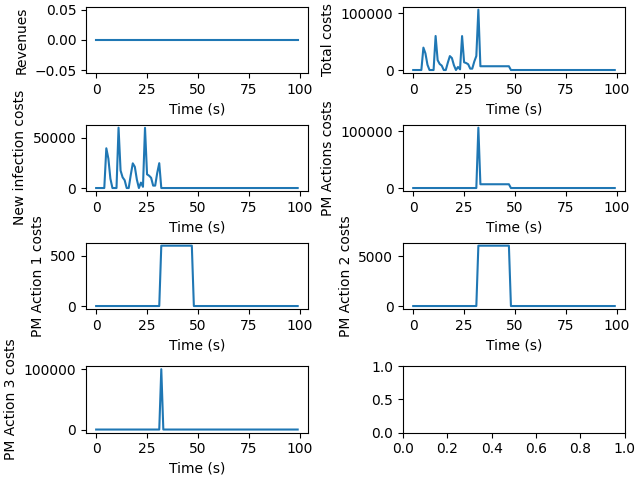 Revenues
0.05
0.00
−0.05
0 25 50 75 100
Time (s)
Total costs
100000
0
0 25 50 75 100
Time (s)
New infection costs
50000
0
0 25 50 75 100
Time (s)
PM Actions costs
100000
0
0 25 50 75 100
Time (s)
PM Action 1 costs
500
0
0 25 50 75 100
Time (s)
PM Action 2 costs
5000
0
0 25 50 75 100
Time (s)
PM Action 3 costs
100000
0
0 25 50 75 100
Time (s)
1.0
0.5
0.0
0.0 0.2 0.4 0.6 0.8 1.0